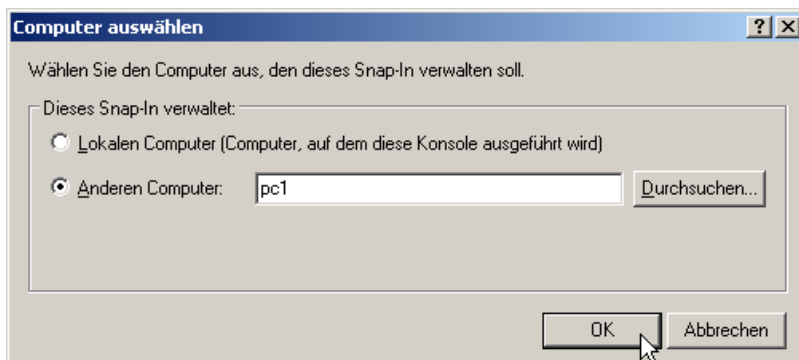 Computer auswählen
Wählen Sie den Computer aus, den dieses Snap-In verwalten soll.
Dieses Snap-In verwaltet:
Lokalen Computer (Computer, auf dem diese Konsole ausgeführt wird)
Anderen Computer: pc1 Durchsuchen...
OK Abbrechen